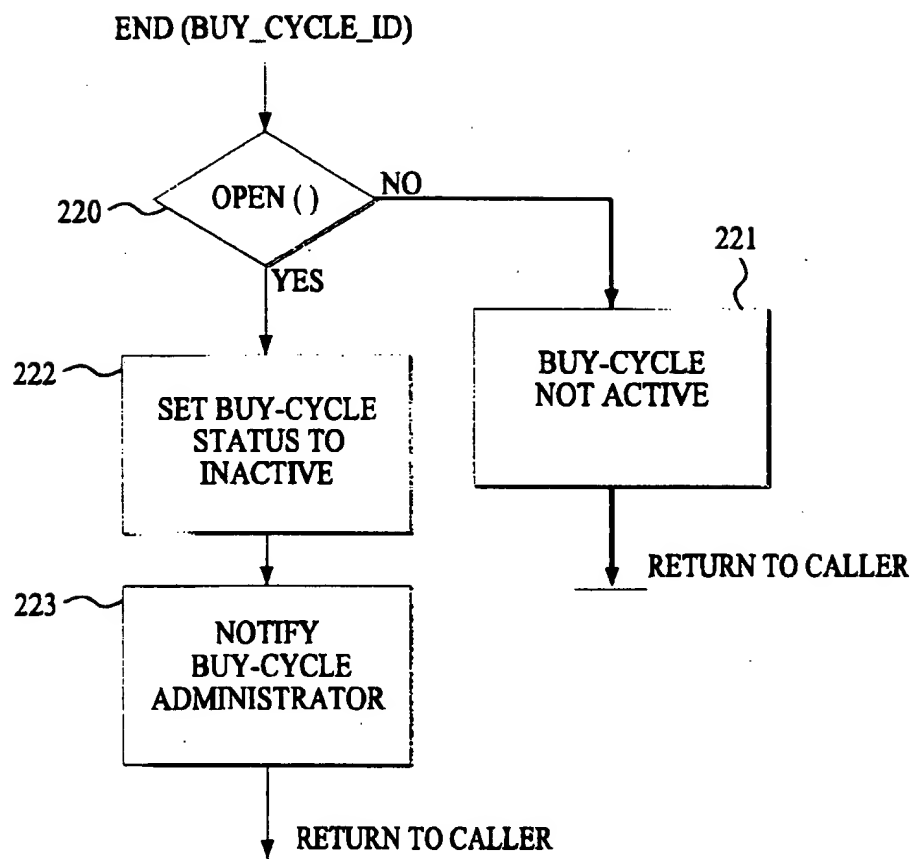 END (BUY_CYCLE_ID)
OPEN ( )
NO
220
YES
221
222
SET BUY-CYCLE
STATUS TO
INACTIVE
BUY-CYCLE
NOT ACTIVE
RETURN TO CALLER
223
NOTIFY
BUY-CYCLE
ADMINISTRATOR
RETURN TO CALLER